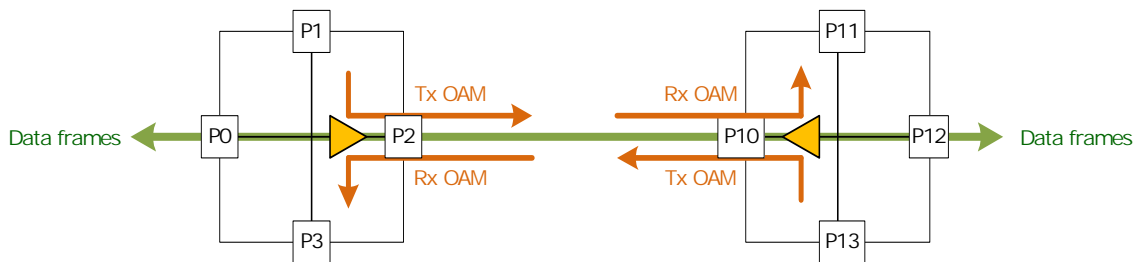 P1
P11
Tx OAM
Rx OAM
Data frames
P0
P2
P10
P12
Data frames
Rx OAM
Tx OAM
P3
P13